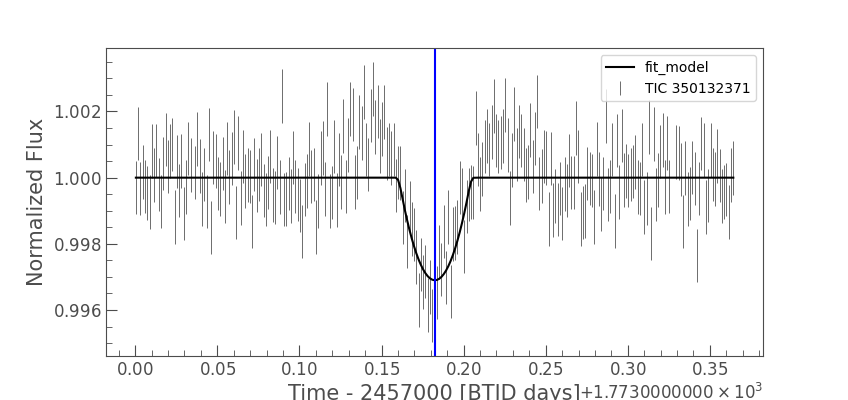 fit_model
TIC 350132371
Normalized Flux
1.002
1.000
0.998
0.996
0.00 0.05 0.10 0.15 0.20 0.25 0.30 0.35
Time - 2457000 [BTJD days] +1.7730000000 × 10³